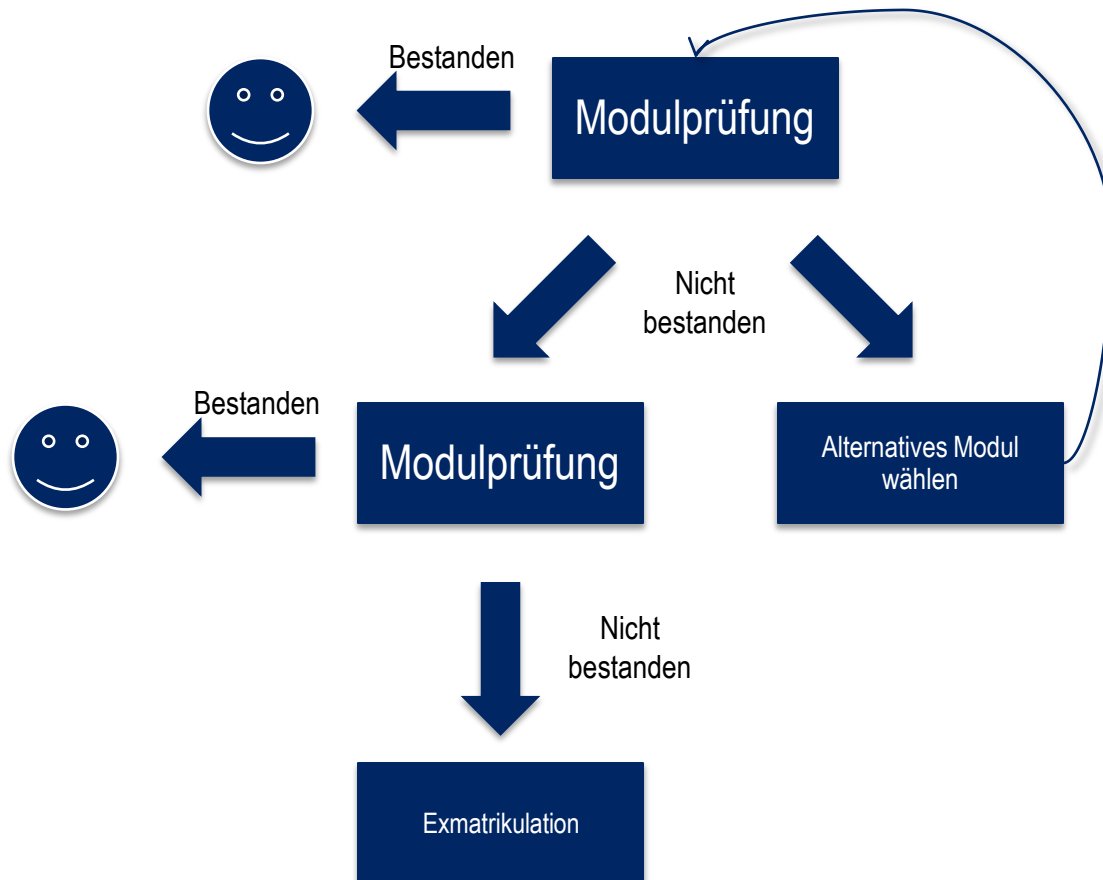 Bestanden
Modulprüfung
Nicht
bestanden
Bestanden
Modulprüfung
Alternatives Modul
wählen
Nicht
bestanden
Exmatrikulation